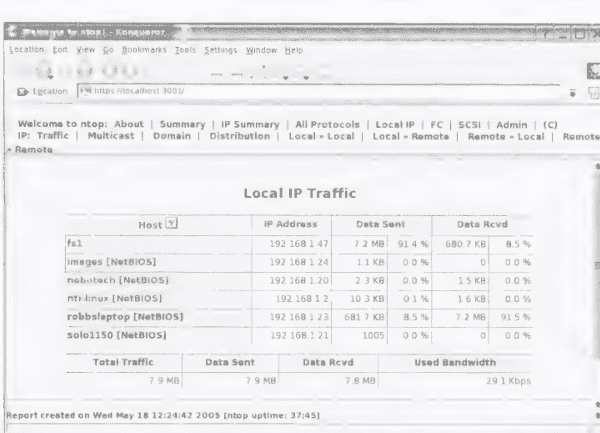 Welcome to ntop! - Konqueror
Location Edit View Go Bookmarks Tools Settings Window Help
Location https://localhost:3001/
Welcome to ntop: About | Summary | IP Summary | All Protocols | Local IP | FC | SCSI | Admin | (C)
IP: Traffic | Multicast | Domain | Distribution | Local » Local | Local » Remote | Remote » Local | Remote
» Remote
Local IP Traffic
Host IP Address Data Sent Data Rcvd
fs1 192.168.1.47 7.2 MB 91.4 % 680.7 KB 8.5 %
images [NetBIOS] 192.168.1.24 1.1 KB 0.0 % 0 0.0 %
nebotech [NetBIOS] 192.168.1.20 2.3 KB 0.0 % 1.5 KB 0.0 %
nti-linux [NetBIOS] 192.168.1.2 10.3 KB 0.1 % 1.6 KB 0.0 %
robbslaptop [NetBIOS] 192.168.1.23 681.7 KB 8.5 % 7.2 MB 91.5 %
solo1150 [NetBIOS] 192.168.1.21 1005 0.0 % 0 0.0 %
Total Traffic Data Sent Data Rcvd Used Bandwidth
7.9 MB 7.9 MB 7.8 MB 29.1 Kbps
Report created on Wed May 18 12:24:42 2005 [ntop uptime: 37:45]